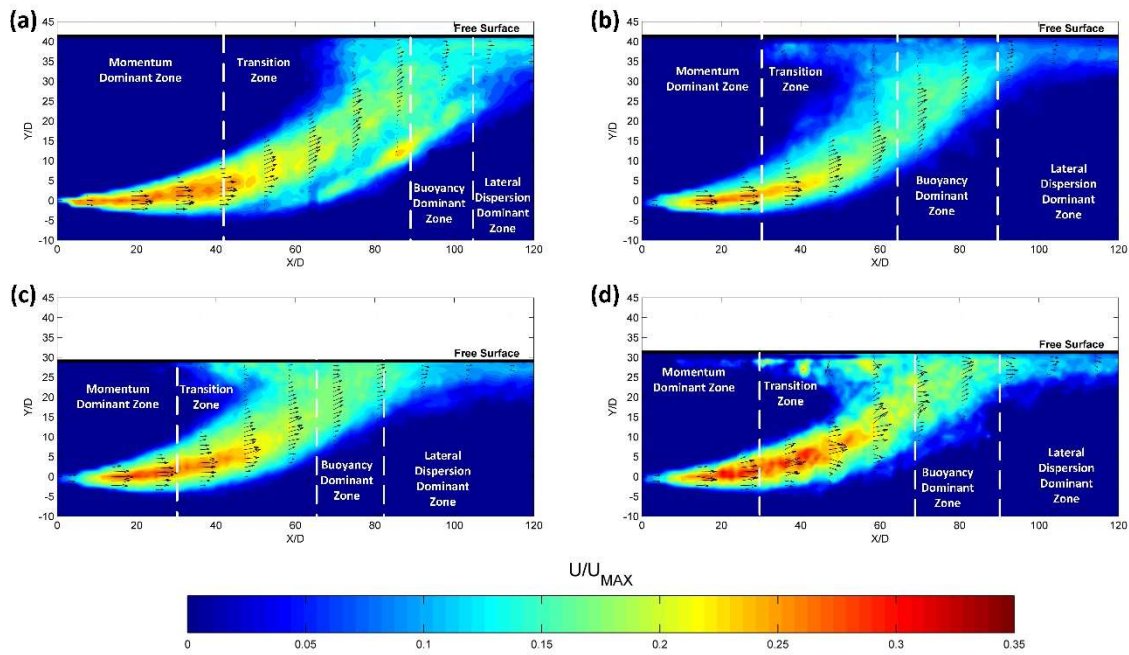 (a)
45
40
35
30
25
20
15
10
5
0
-5
-10
Y/D
Free Surface
Momentum
Dominant Zone
Transition
Zone
Buoyancy
Dominant
Zone
Lateral
Dispersion
Dominant
Zone
0 20 40 60 80 100 120
X/D
(b)
45
40
35
30
25
20
15
10
5
0
-5
-10
Y/D
Free Surface
Momentum
Dominant Zone
Transition
Zone
Buoyancy
Dominant
Zone
Lateral
Dispersion
Dominant
Zone
0 20 40 60 80 100 120
X/D
(c)
45
40
35
30
25
20
15
10
5
0
-5
-10
Y/D
Free Surface
Momentum
Dominant Zone
Transition
Zone
Buoyancy
Dominant
Zone
Lateral
Dispersion
Dominant
Zone
0 20 40 60 80 100 120
X/D
(d)
45
40
35
30
25
20
15
10
5
0
-5
-10
Y/D
Free Surface
Momentum
Dominant Zone
Transition
Zone
Buoyancy
Dominant
Zone
Lateral
Dispersion
Dominant
Zone
0 20 40 60 80 100 120
X/D
U/U_MAX
0 0.05 0.1 0.15 0.2 0.25 0.3 0.35